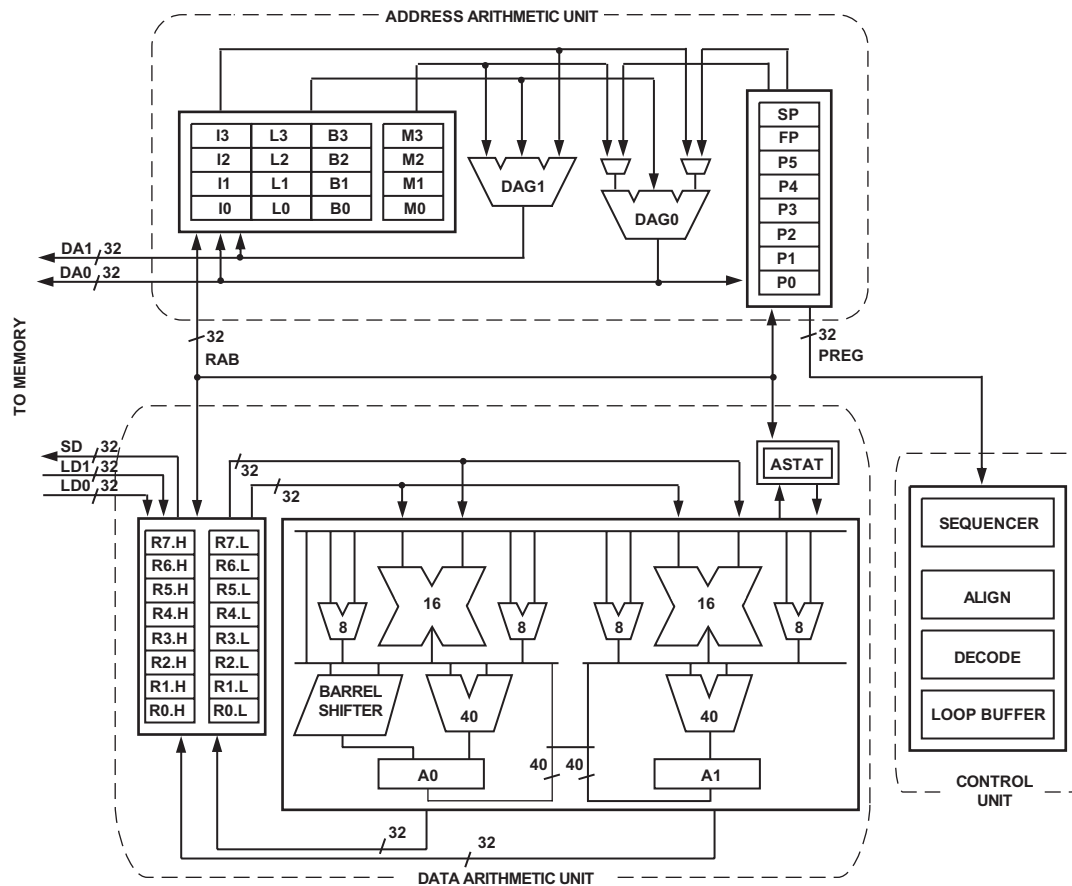 ADDRESS ARITHMETIC UNIT
I3 L3 B3 M3
I2 L2 B2 M2
I1 L1 B1 M1
I0 L0 B0 M0
DAG1
DAG0
SP
FP
P5
P4
P3
P2
P1
P0
DA1 32
DA0 32
32
RAB
32
PREG
TO MEMORY
SD 32
LD1 32
LD0 32
32
32
ASTAT
R7.H R7.L
R6.H R6.L
R5.H R5.L
R4.H R4.L
R3.H R3.L
R2.H R2.L
R1.H R1.L
R0.H R0.L
16
8
8
8
16
8
BARREL
SHIFTER
40
40
A0
40
40
A1
32
32
DATA ARITHMETIC UNIT
SEQUENCER
ALIGN
DECODE
LOOP BUFFER
CONTROL
UNIT